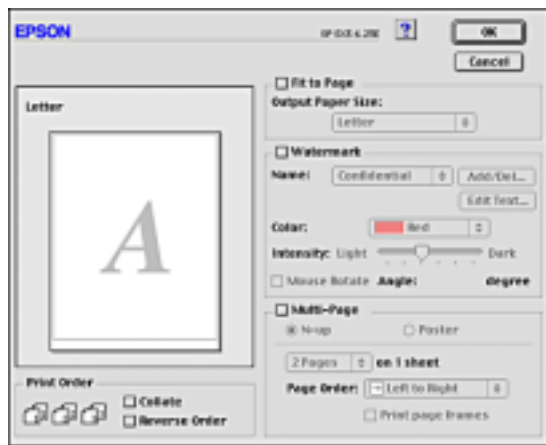 EPSON
OK
Cancel
Letter
A
Print Order
Collate
Reverse Order
Fit to Page
Output Paper Size:
Letter
Watermark
Name: Confidential Add/Del...
Edit Text...
Color: Red
Intensity: Light Dark
Mouse Rotate Angle: degree
Multi-Page
N-up Poster
2 Pages on 1 sheet
Page Order: Left to Right
Print page frames